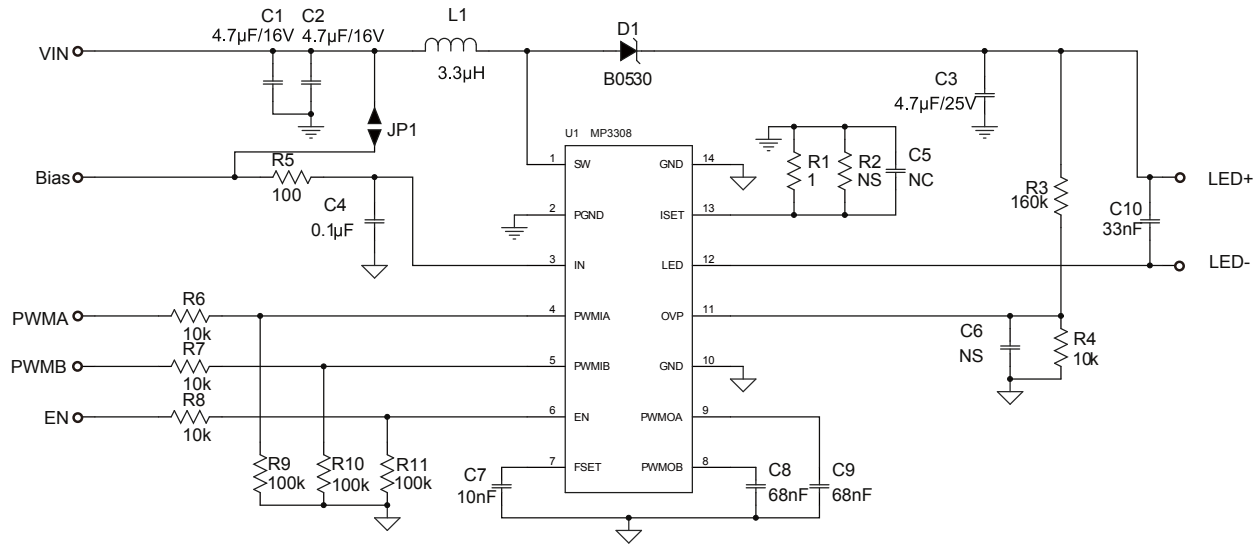 C1
4.7µF/16V
C2
4.7µF/16V
L1
3.3µH
D1
B0530
VIN
C3
4.7µF/25V
JP1
U1 MP3308
R5
100
Bias
C4
0.1µF
1
SW
GND
14
2
PGND
ISET
13
3
IN
LED
12
4
PWMIA
OVP
11
5
PWMIB
GND
10
6
EN
PWMOA
9
7
FSET
PWMOB
8
R1
1
R2
NS
C5
NC
R3
160k
LED+
C10
33nF
LED-
PWMA
R6
10k
PWMB
R7
10k
EN
R8
10k
C6
NS
R4
10k
R9
100k
R10
100k
R11
100k
C7
10nF
C8
68nF
C9
68nF